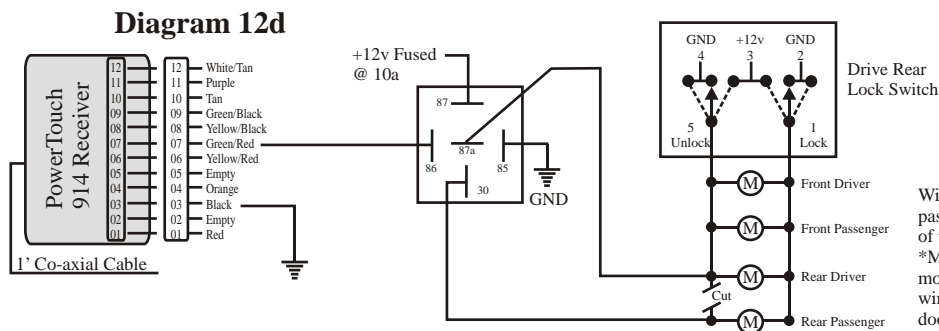 Diagram 12d
PowerTouch
914 Receiver
12 12 White/Tan
11 11 Purple
10 10 Tan
09 09 Green/Black
08 08 Yellow/Black
07 07 Green/Red
06 06 Yellow/Red
05 05 Empty
04 04 Orange
03 03 Black
02 02 Empty
01 01 Red
1' Co-axial Cable
+12v Fused
@ 10a
87
87a
86
85
30
GND
GND +12v GND
4 3 2
5
Unlock
1
Lock
Drive Rear
Lock Switch
M Front Driver
M Front Passenger
M Rear Driver
Cut
M Rear Passenger
Wi
pas
of
*M
mo
win
doo